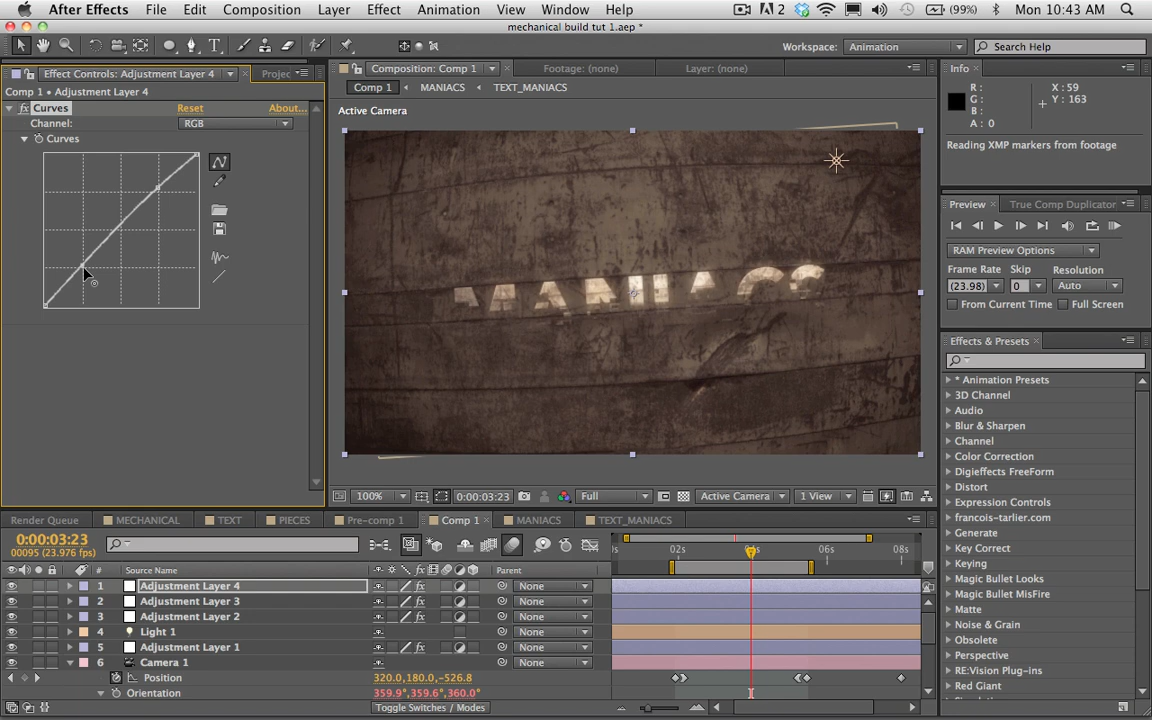 After Effects File Edit Composition Layer Effect Animation View Window Help 2 (99%) Mon 10:43 AM
mechanical build tut 1.aep *
Workspace: Animation Search Help
Effect Controls: Adjustment Layer 4 Projec
Composition: Comp 1 Footage: (none) Layer: (none)
Info
Comp 1 • Adjustment Layer 4
Comp 1 MANIACS TEXT_MANIACS
R: X: 59
G: Y: 163
B:
A: 0
fx Curves Reset About...
Active Camera
Channel: RGB
Curves
Reading XMP markers from footage
Preview True Comp Duplicator
RAM Preview Options
Frame Rate Skip Resolution
(23.98) 0 Auto
From Current Time Full Screen
Effects & Presets
* Animation Presets
3D Channel
Audio
Blur & Sharpen
Channel
Color Correction
Digieffects FreeForm
Distort
Expression Controls
francois-tarlier.com
Generate
Key Correct
Keying
Magic Bullet Looks
Magic Bullet MisFire
Matte
Noise & Grain
Obsolete
Perspective
RE:Vision Plug-ins
Red Giant
100% 0:00:03:23 Full Active Camera 1 View
Render Queue MECHANICAL TEXT PIECES Pre-comp 1 Comp 1 MANIACS TEXT_MANIACS
0:00:03:23
00095 (23.976 fps)
02s 06s 08s
# Source Name fx Parent
1 Adjustment Layer 4 fx None
2 Adjustment Layer 3 fx None
3 Adjustment Layer 2 fx None
4 Light 1 None
5 Adjustment Layer 1 fx None
6 Camera 1 None
Position 320.0,180.0,-526.8
Orientation 359.9°,359.6°,360.0°
Toggle Switches / Modes